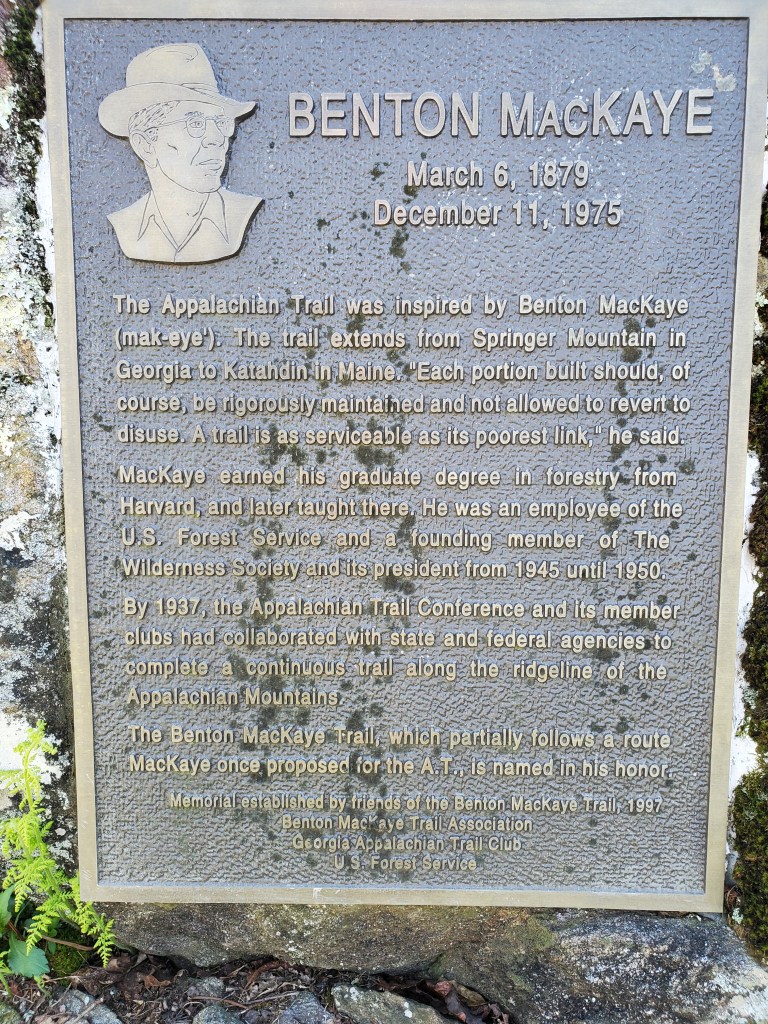 BENTON MACKAYE
March 6, 1879
December 11, 1975
The Appalachian Trail was inspired by Benton MacKaye
(mak-eye'). The trail extends from Springer Mountain in
Georgia to Katahdin in Maine. "Each portion built should, of
course, be rigorously maintained and not allowed to revert to
disuse. A trail is as serviceable as its poorest link," he said.
MacKaye earned his graduate degree in forestry from
Harvard, and later taught there. He was an employee of the
U.S. Forest Service and a founding member of The
Wilderness Society and its president from 1945 until 1950.
By 1937, the Appalachian Trail Conference and its member
clubs had collaborated with state and federal agencies to
complete a continuous trail along the ridgeline of the
Appalachian Mountains.
The Benton MacKaye Trail, which partially follows a route
MacKaye once proposed for the A.T., is named in his honor.
Memorial established by friends of the Benton MacKaye Trail, 1997
Benton MacKaye Trail Association
Georgia Appalachian Trail Club
U.S. Forest Service